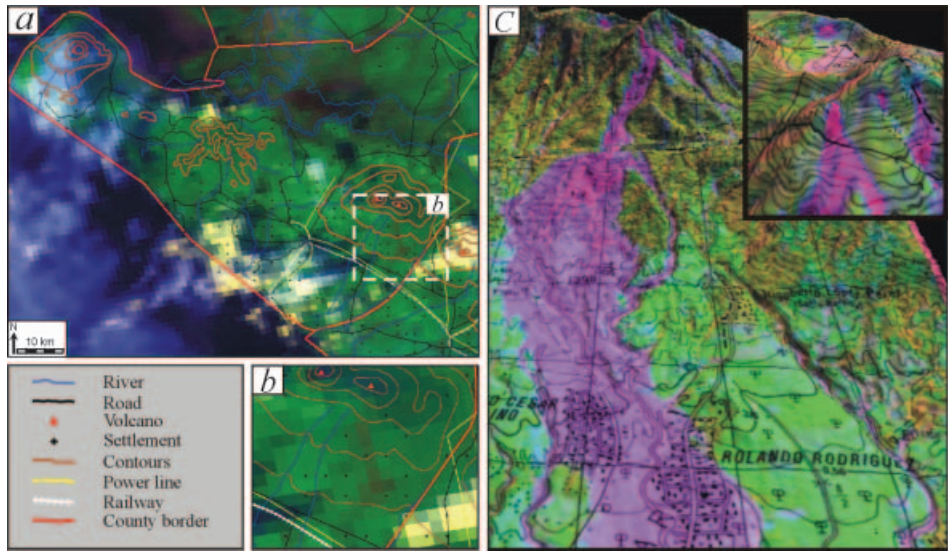 a
b
N
10 km
River
Road
Volcano
Settlement
Contours
Power line
Railway
County border
b
C
ROLANDO RODRIGUEZ